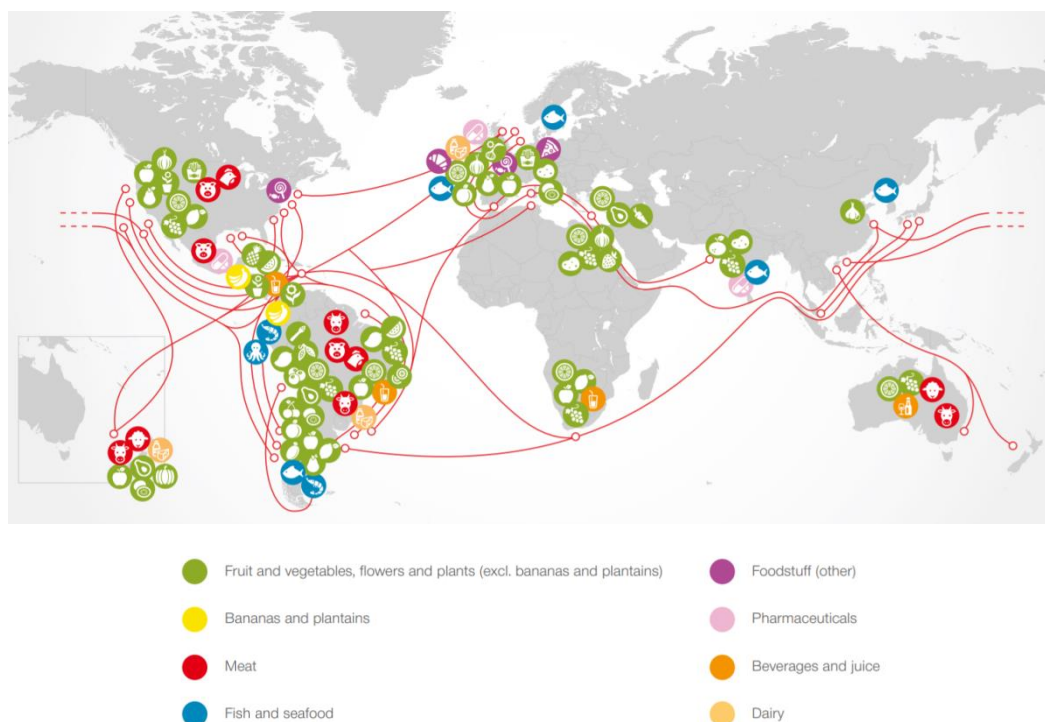 Fruit and vegetables, flowers and plants (excl. bananas and plantains)
Bananas and plantains
Meat
Fish and seafood
Foodstuff (other)
Pharmaceuticals
Beverages and juice
Dairy